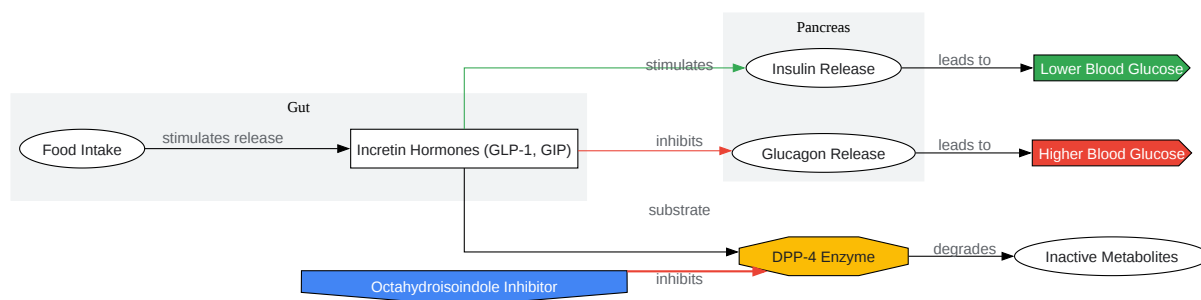 Pancreas
stimulates
Insulin Release
leads to
Lower Blood Glucose
Gut
Food Intake
stimulates release
Incretin Hormones (GLP-1, GIP)
inhibits
Glucagon Release
leads to
Higher Blood Glucose
substrate
DPP-4 Enzyme
degrades
Inactive Metabolites
Octahydroisoindole Inhibitor
inhibits